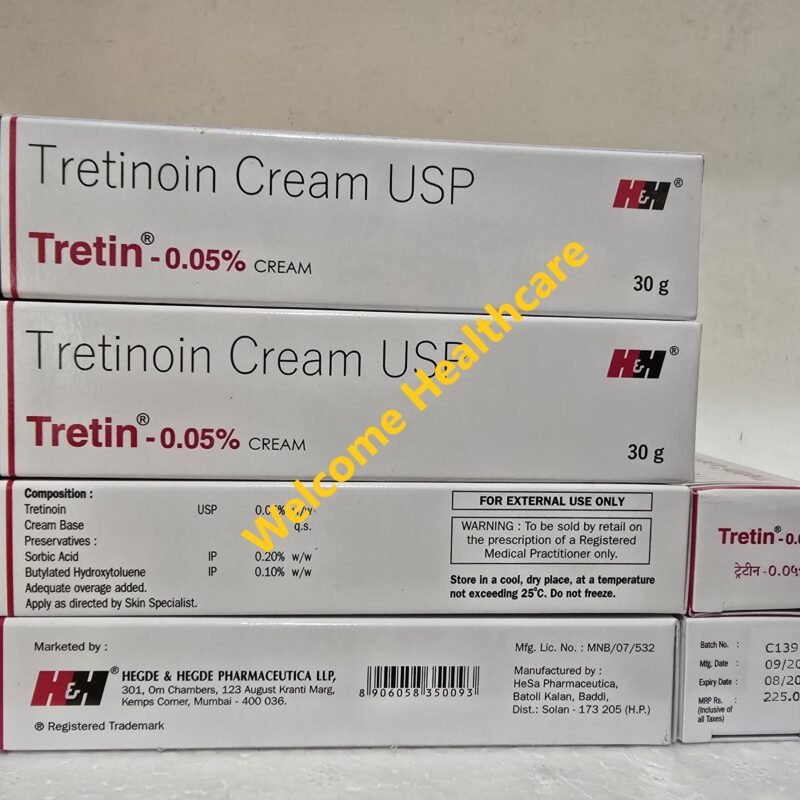 Tretinoin Cream USP
H&H®
Tretin®-0.05% CREAM
30 g
Tretinoin Cream USP
H&H®
Tretin®-0.05% CREAM
30 g
Welcome Healthcare
Composition :
Tretinoin USP w/w
Cream Base q.s.
Preservatives :
Sorbic Acid IP 0.20% w/w
Butylated Hydroxytoluene IP 0.10% w/w
Adequate overage added.
Apply as directed by Skin Specialist.
FOR EXTERNAL USE ONLY
WARNING : To be sold by retail on
the prescription of a Registered
Medical Practitioner only.
Store in a cool, dry place, at a temperature
not exceeding 25°C. Do not freeze.
Tretin®-0.0
ट्रेटीन -0.0५
Marketed by :
H&H® HEGDE & HEGDE PHARMACEUTICA LLP,
301, Om Chambers, 123 August Kranti Marg,
Kemps Corner, Mumbai - 400 036.
® Registered Trademark
8 906058 350093
Mfg. Lic. No. : MNB/07/532
Manufactured by :
HeSa Pharmaceutica,
Batoli Kalan, Baddi,
Dist.: Solan - 173 205 (H.P.)
Batch No. : C139
Mfg. Date : 09/20
Expiry Date : 08/20
MRP Rs. : 225.0
(Inclusive of
all Taxes)